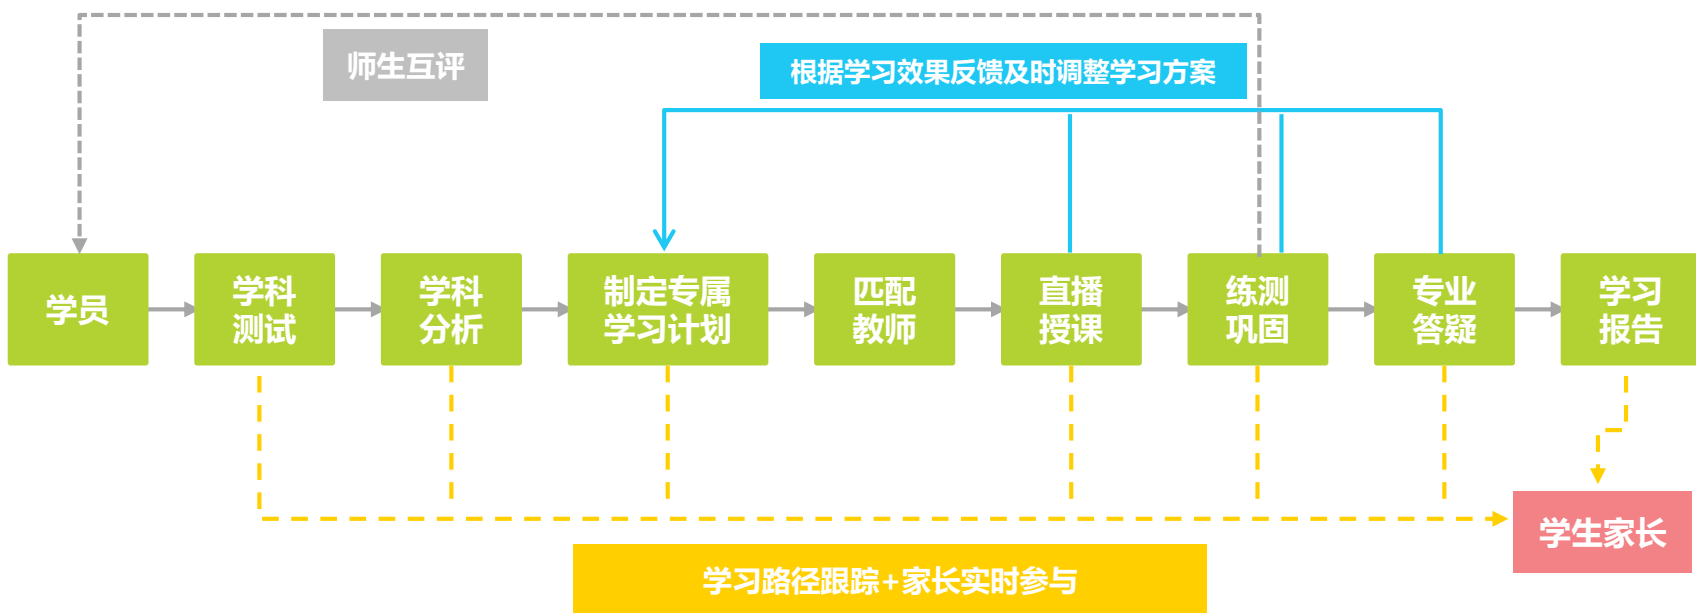 师生互评
根据学习效果反馈及时调整学习方案
学员
学科
测试
学科
分析
制定专属
学习计划
匹配
教师
直播
授课
练测
巩固
专业
答疑
学习
报告
学生家长
学习路径跟踪+家长实时参与